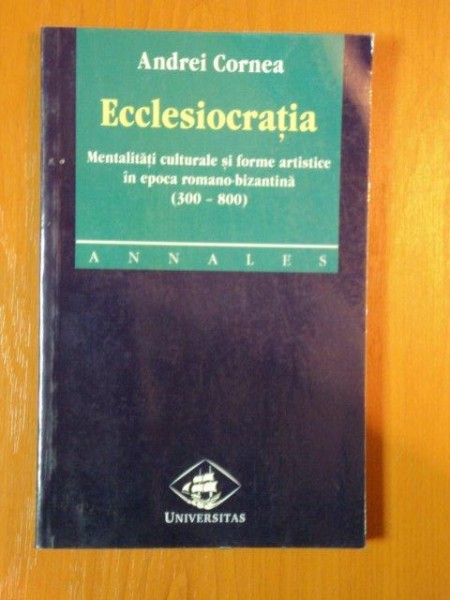 Andrei Cornea
Ecclesiocrația
Mentalități culturale și forme artistice
în epoca romano-bizantină
(300 – 800)
ANNALES
UNIVERSITAS